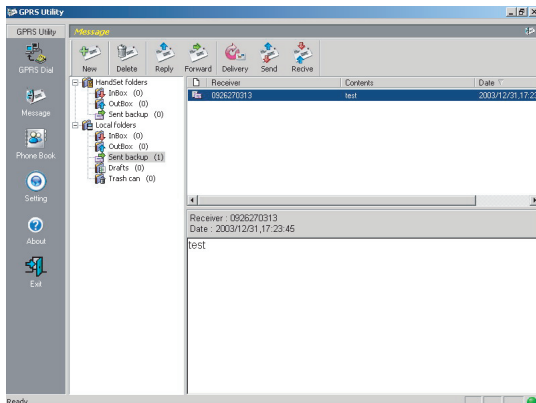 GPRS Utility
GPRS Utility
Message
GPRS Dial
Message
Phone Book
Setting
About
Exit
New Delete Reply Forward Delivery Send Recive
HandSet folders
InBox (0)
OutBox (0)
Sent backup (0)
Local folders
InBox (0)
OutBox (0)
Sent backup (1)
Drafts (0)
Trash can (0)
Receiver Contents Date
0926270313 test 2003/12/31,17:23
Receiver : 0926270313
Date : 2003/12/31,17:23:45
test
Ready